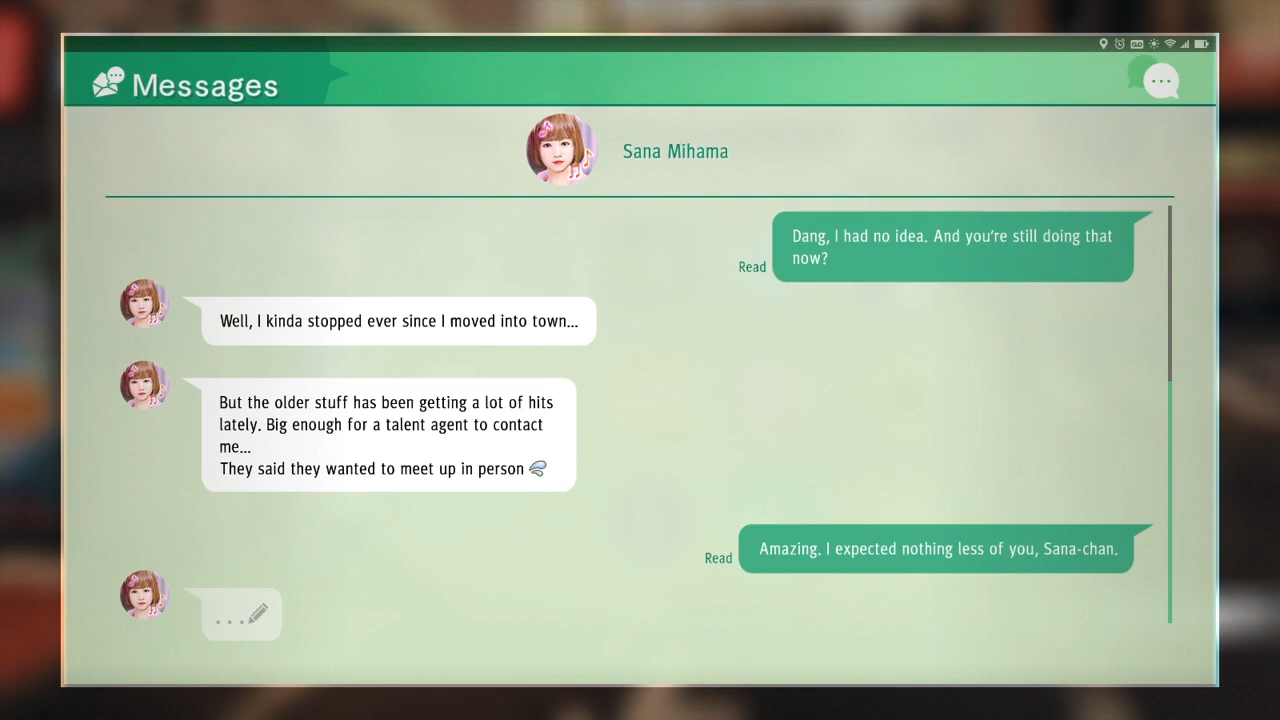 Messages
Sana Mihama
Dang, I had no idea. And you're still doing that
now?
Read
Well, I kinda stopped ever since I moved into town...
But the older stuff has been getting a lot of hits
lately. Big enough for a talent agent to contact
me...
They said they wanted to meet up in person
Amazing. I expected nothing less of you, Sana-chan.
Read
...